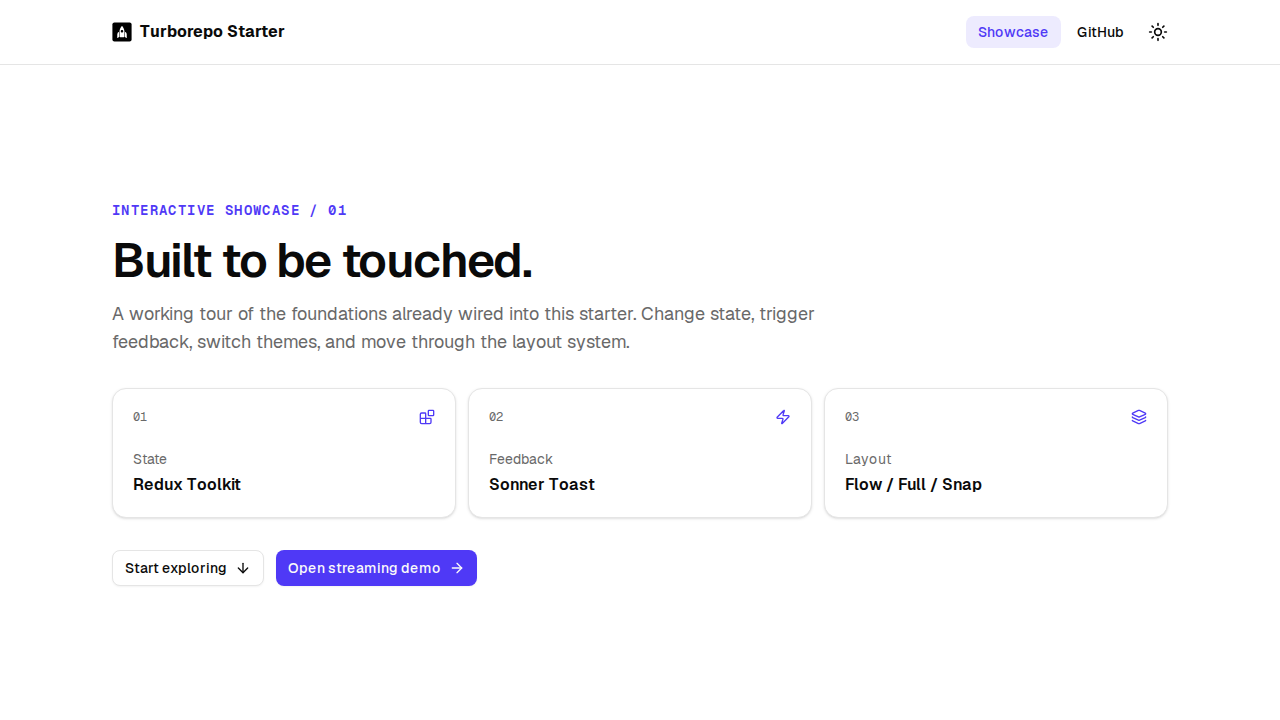 Turborepo Starter
Showcase
GitHub
INTERACTIVE SHOWCASE / 01
Built to be touched.
A working tour of the foundations already wired into this starter. Change state, trigger
feedback, switch themes, and move through the layout system.
01
State
Redux Toolkit
02
Feedback
Sonner Toast
03
Layout
Flow / Full / Snap
Start exploring
Open streaming demo